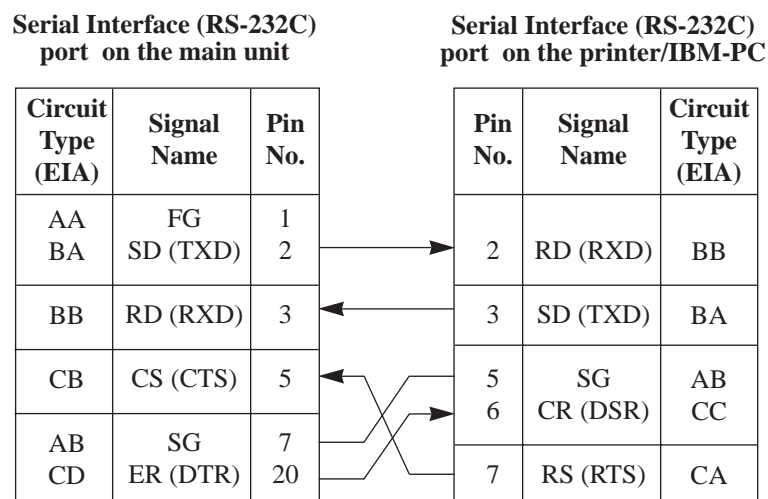 Serial Interface (RS-232C)
port on the main unit
Serial Interface (RS-232C)
port on the printer/IBM-PC
Circuit Type (EIA) Signal Name Pin No.
AA FG 1
BA SD (TXD) 2
BB RD (RXD) 3
CB CS (CTS) 5
AB SG 7
CD ER (DTR) 20
Pin No. Signal Name Circuit Type (EIA)
2 RD (RXD) BB
3 SD (TXD) BA
5 SG AB
6 CR (DSR) CC
7 RS (RTS) CA